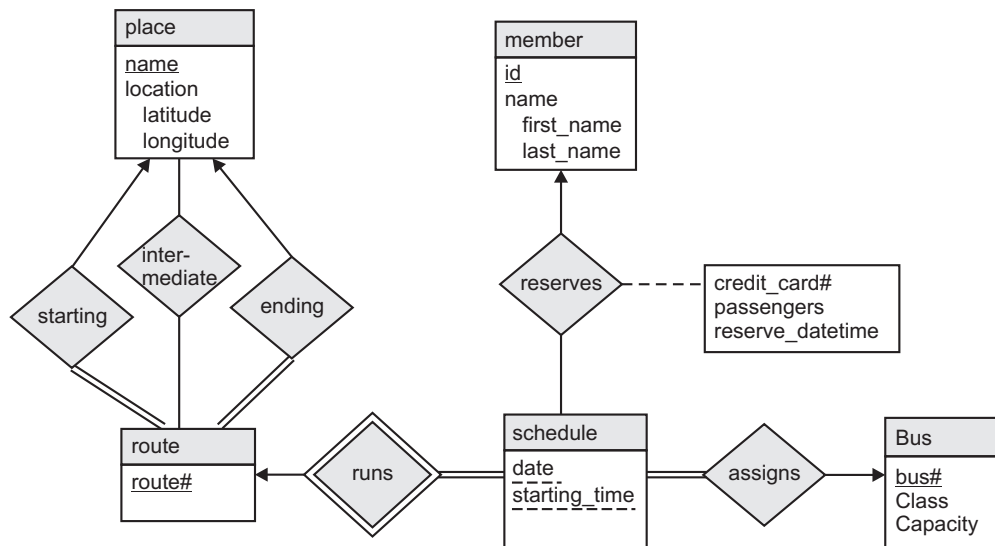 place
name
location
latitude
longitude
member
id
name
first_name
last_name
inter-
mediate
starting
ending
reserves
credit_card#
passengers
reserve_datetime
route
route#
runs
schedule
date
starting_time
assigns
Bus
bus#
Class
Capacity